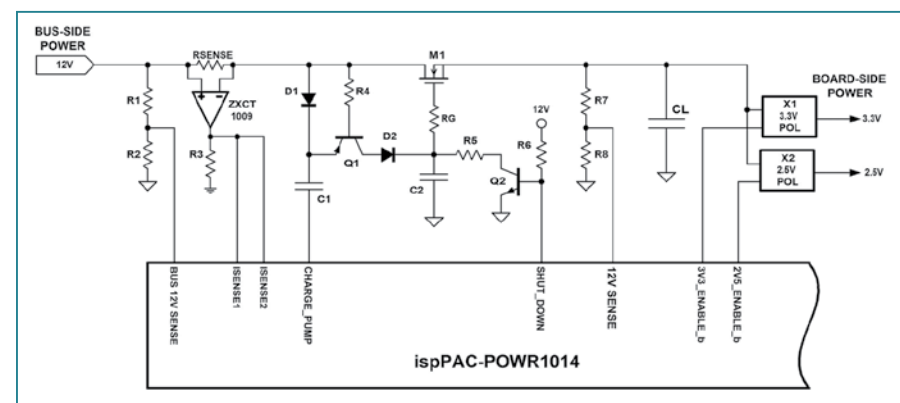 BUS-SIDE
POWER
12V
RSENSE
M1
BOARD-SIDE
POWER
R1
ZXCT
1009
D1
R4
RG
12V
R7
CL
X1
3.3V
POL
3.3V
R2
R3
Q1
D2
R5
R6
R8
X2
2.5V
POL
2.5V
C1
C2
Q2
BUS 12V SENSE
ISENSE1
ISENSE2
CHARGE_PUMP
SHUT_DOWN
12V SENSE
3V3_ENABLE_b
2V5_ENABLE_b
ispPAC-POWR1014